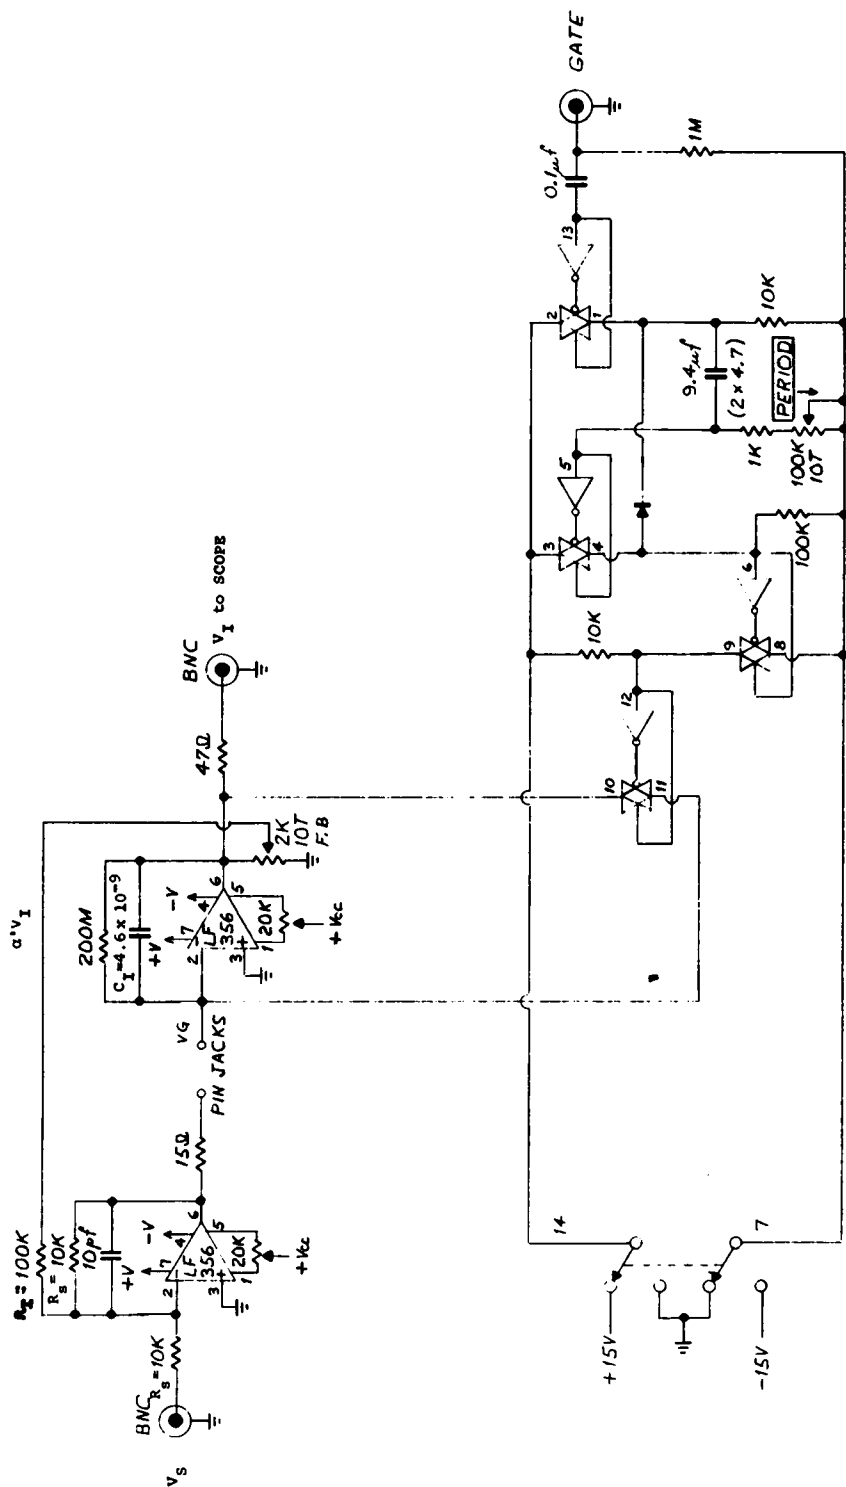 V_S
BNC
R_S=10K
R_I=100K
R_S=10K
10pf
+V
-V
2
7
4
6
LF
356
3
+
1
5
20K
+Vcc
15Ω
PIN JACKS
VG
α'V_I
200M
C_I=4.6 x 10^-9
+V
-V
2
7
4
6
LF
356
3
+
1
5
20K
+Vcc
2K
10T
F.B
47Ω
BNC
V_I to SCOPE
+15V
-15V
14
7
10
11
12
10K
9
8
6
100K
3
4
5
1K
100K
10T
PERIOD
9.4μf
(2 x 4.7)
10K
2
1
13
0.1μf
1M
GATE